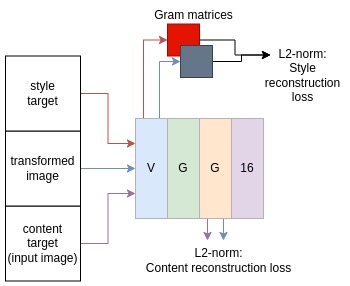 Gram matrices
L2-norm:
Style
reconstruction
loss
style
target
transformed
image
content
target
(input image)
V G G 16
L2-norm:
Content reconstruction loss